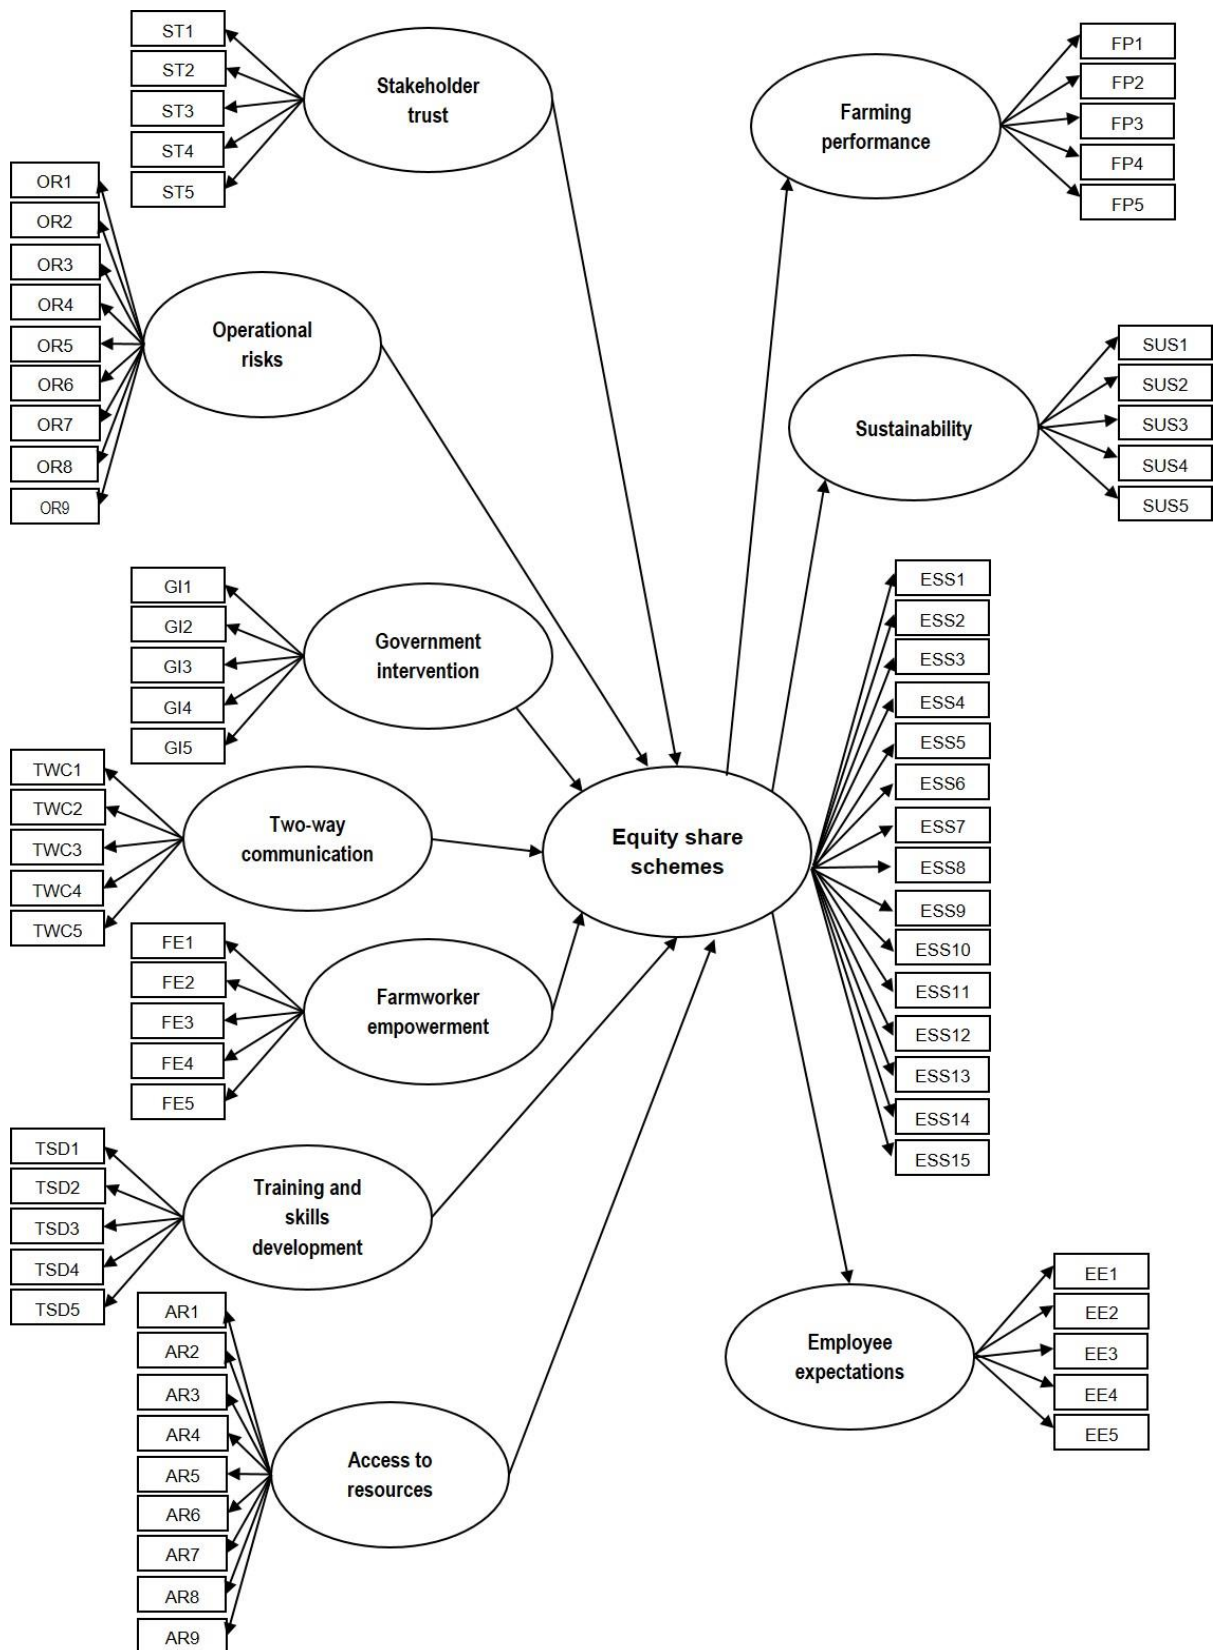 ST1
ST2
ST3
ST4
ST5
Stakeholder
trust
OR1
OR2
OR3
OR4
OR5
OR6
OR7
OR8
OR9
Operational
risks
GI1
GI2
GI3
GI4
GI5
Government
intervention
TWC1
TWC2
TWC3
TWC4
TWC5
Two-way
communication
FE1
FE2
FE3
FE4
FE5
Farmworker
empowerment
TSD1
TSD2
TSD3
TSD4
TSD5
Training and
skills
development
AR1
AR2
AR3
AR4
AR5
AR6
AR7
AR8
AR9
Access to
resources
Equity share
schemes
Farming
performance
FP1
FP2
FP3
FP4
FP5
Sustainability
SUS1
SUS2
SUS3
SUS4
SUS5
ESS1
ESS2
ESS3
ESS4
ESS5
ESS6
ESS7
ESS8
ESS9
ESS10
ESS11
ESS12
ESS13
ESS14
ESS15
Employee
expectations
EE1
EE2
EE3
EE4
EE5